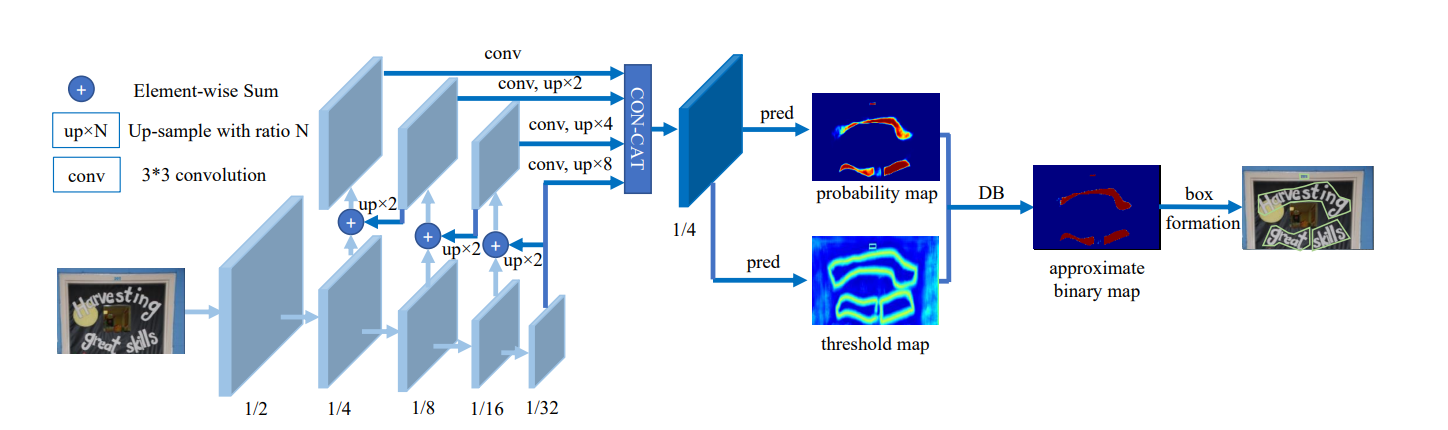 conv
conv, up×2
conv, up×4
conv, up×8
CON-CAT
+ Element-wise Sum
up×N Up-sample with ratio N
conv 3*3 convolution
up×2
up×2
up×2
+
+
+
Harvesting
great skills
1/2
1/4
1/8
1/16
1/32
1/4
pred
probability map
pred
threshold map
DB
approximate
binary map
box
formation
Harvesting
great skills